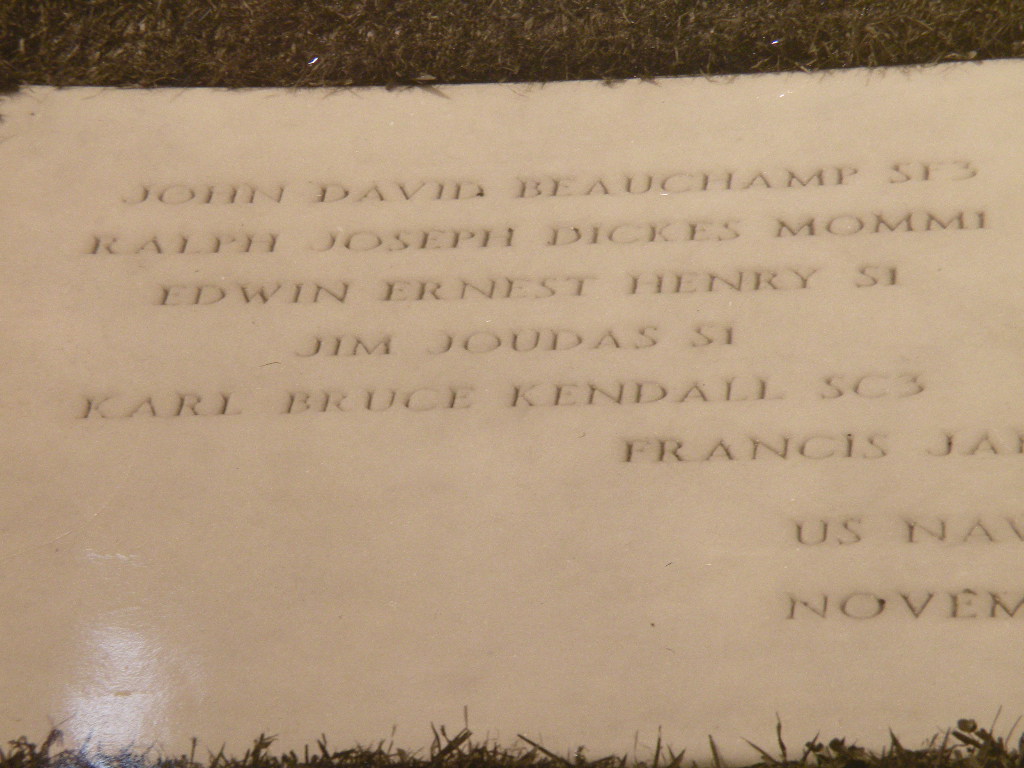 JOHN DAVID BEAUCHAMP SF3
RALPH JOSEPH DICKES MOMM1
EDWIN ERNEST HENRY S1
JIM JOUDAS S1
KARL BRUCE KENDALL SC3
FRANCIS
US